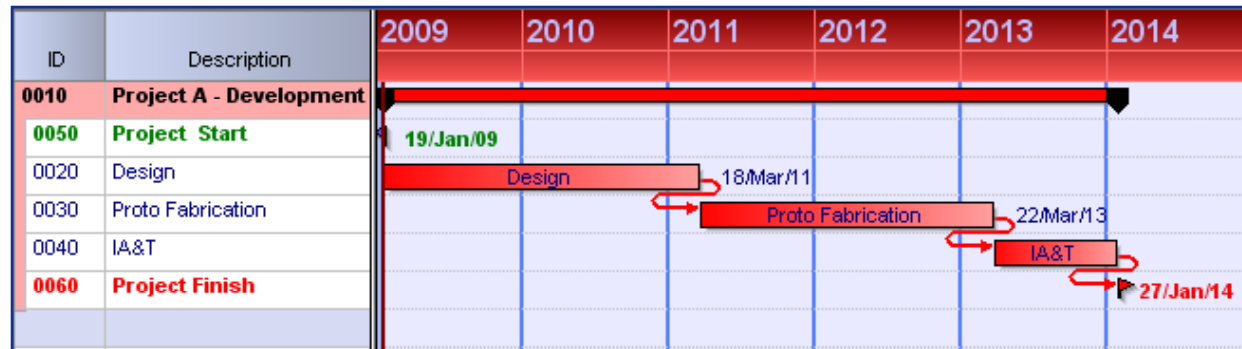 2009 2010 2011 2012 2013 2014
ID Description
0010 Project A - Development
0050 Project Start 19/Jan/09
0020 Design Design 18/Mar/11
0030 Proto Fabrication Proto Fabrication 22/Mar/13
0040 IA&T IA&T
0060 Project Finish 27/Jan/14